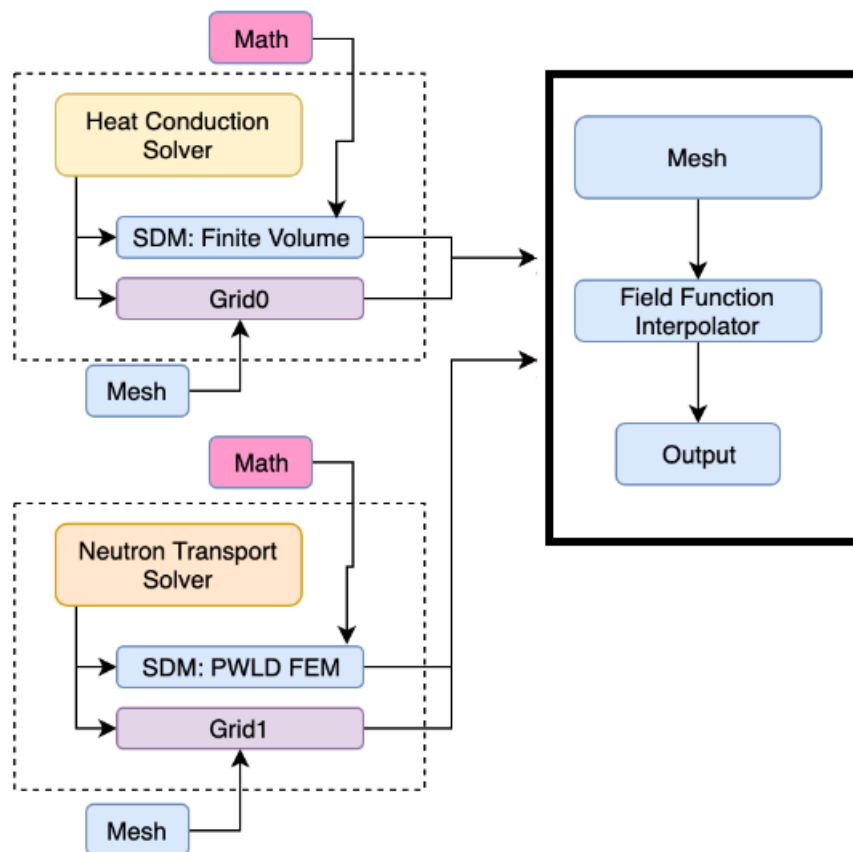 Math
Heat Conduction
Solver
SDM: Finite Volume
Grid0
Mesh
Math
Neutron Transport
Solver
SDM: PWLD FEM
Grid1
Mesh
Mesh
Field Function
Interpolator
Output